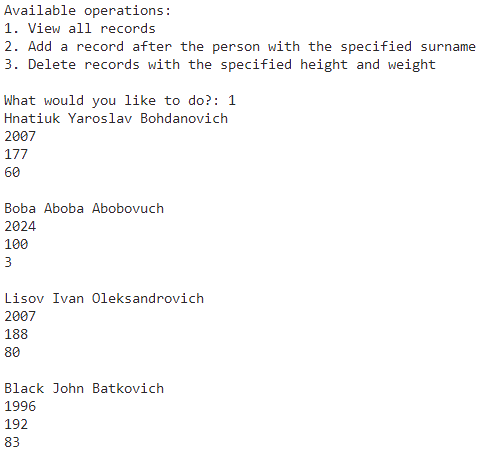 Available operations:
1. View all records
2. Add a record after the person with the specified surname
3. Delete records with the specified height and weight
What would you like to do?: 1
Hnatiuk Yaroslav Bohdanovich
2007
177
60
Boba Aboba Abobovuch
2024
100
3
Lisov Ivan Oleksandrovich
2007
188
80
Black John Batkovich
1996
192
83